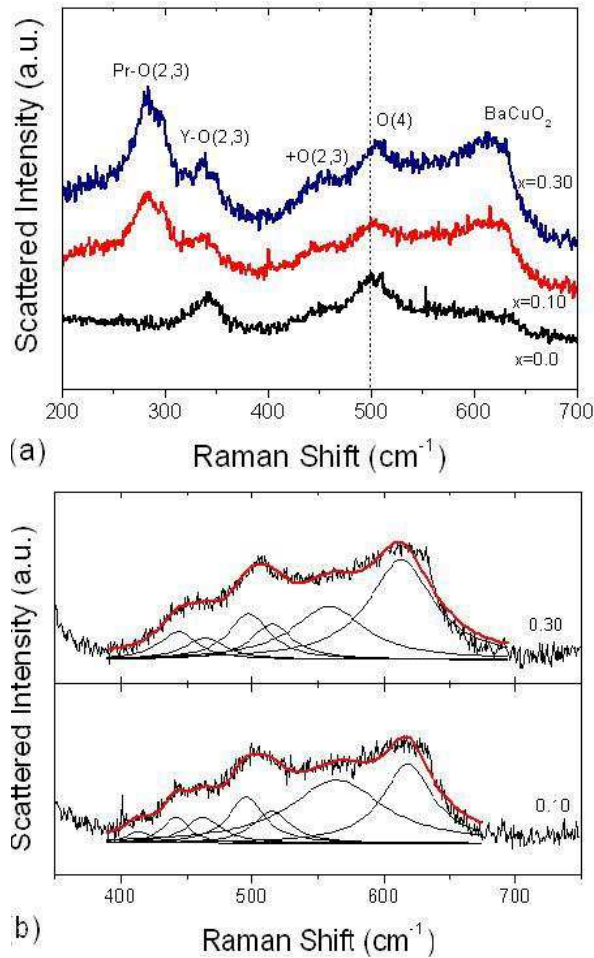 Scattered Intensity (a.u.)
Pr-O(2,3)
Y-O(2,3)
+O(2,3)
O(4)
BaCuO2
x=0.30
x=0.10
x=0.0
200 300 400 500 600 700
(a)
Raman Shift (cm-1)
Scattered Intensity (a.u.)
0.30
0.10
400 500 600 700
b)
Raman Shift (cm-1)